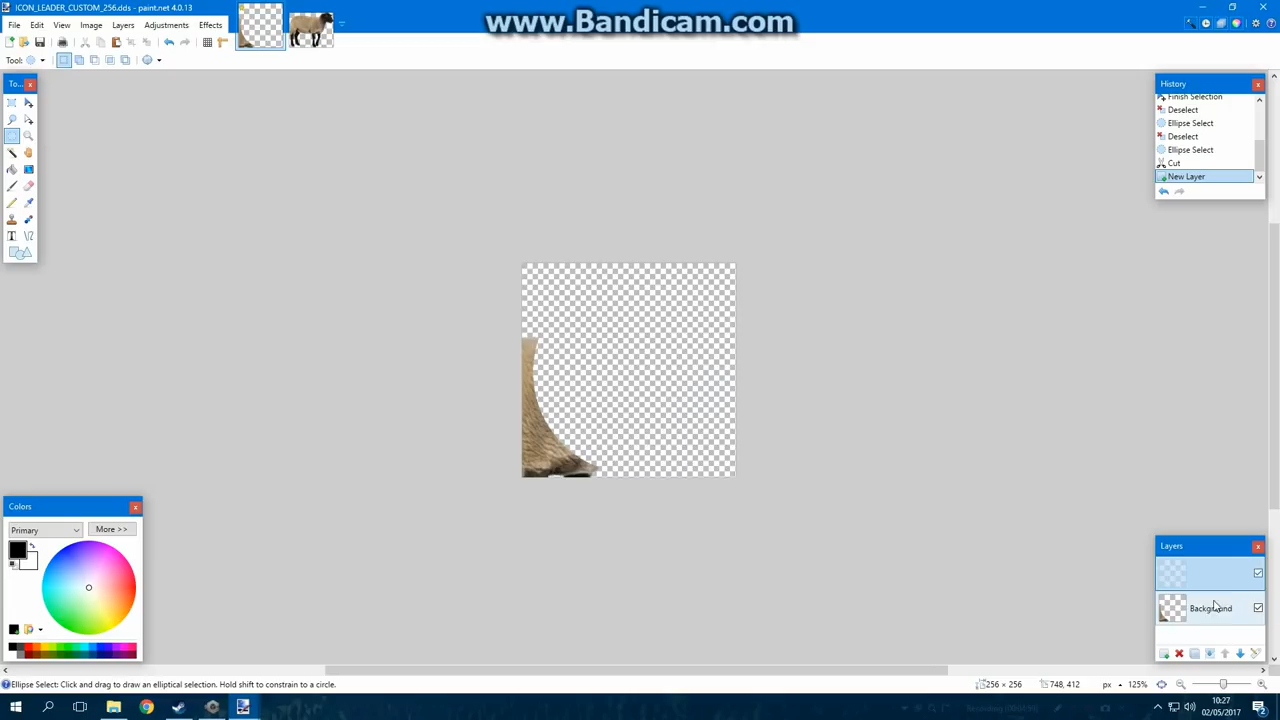 ICON_LEADER_CUSTOM_256.dds - paint.net 4.0.13
www.Bandicam.com
File Edit View Image Layers Adjustments Effects
Tool:
To...
History
Finish Selection
Deselect
Ellipse Select
Deselect
Ellipse Select
Cut
New Layer
Colors
Primary
More >>
Layers
Background
Ellipse Select: Click and drag to draw an elliptical selection. Hold shift to constrain to a circle.
256 × 256
748, 412
px
125%
10:27
02/05/2017